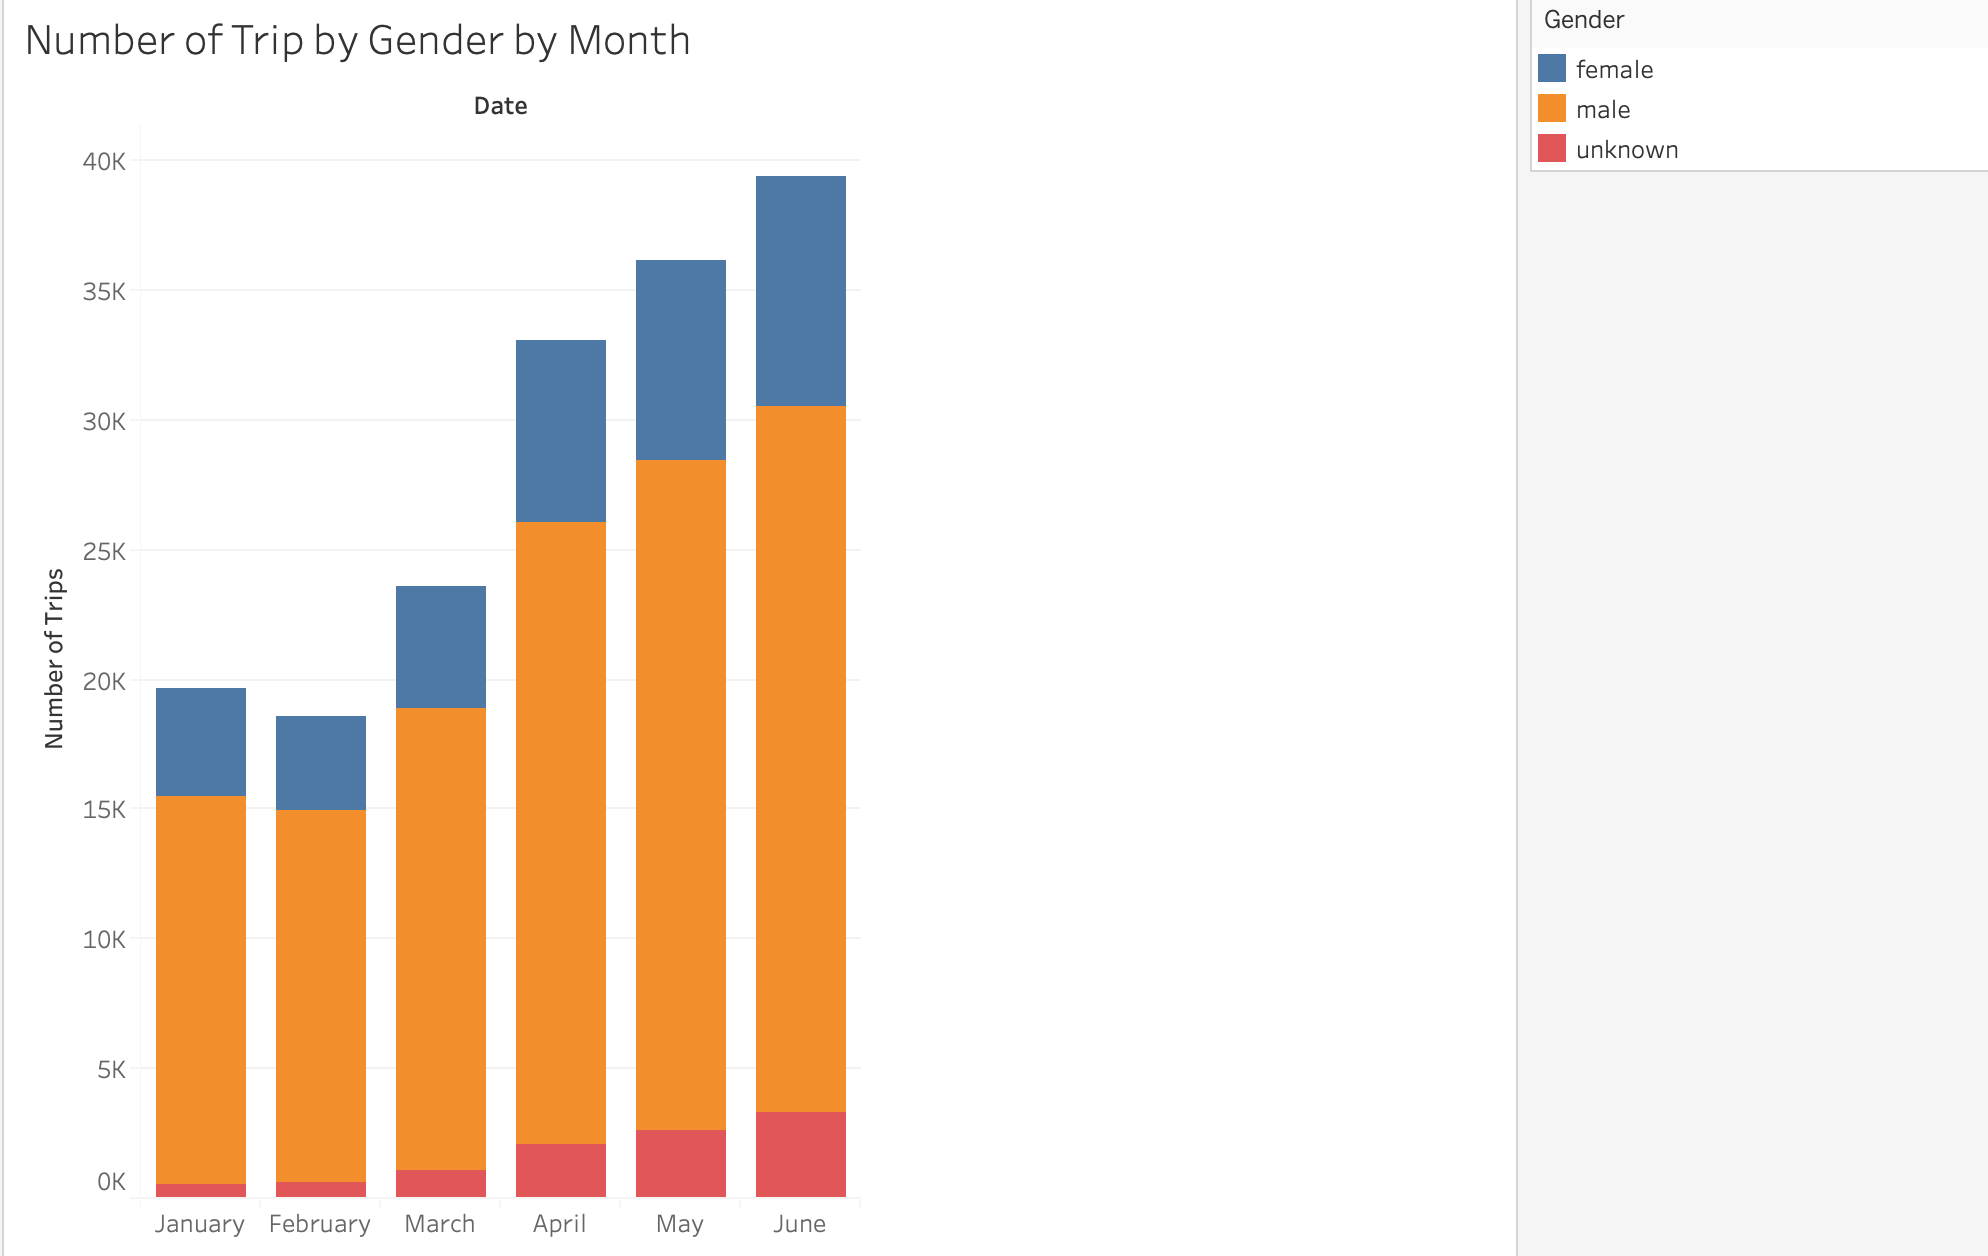 Number of Trip by Gender by Month
Date
Number of Trips
40K
35K
30K
25K
20K
15K
10K
5K
0K
January February March April May June
Gender
female
male
unknown